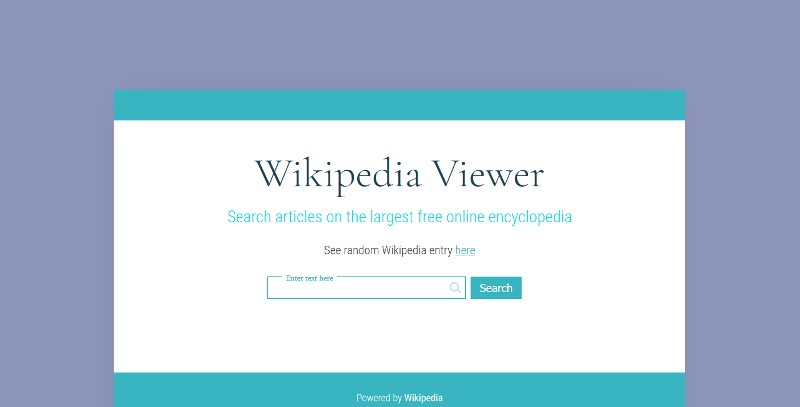 Wikipedia Viewer
Search articles on the largest free online encyclopedia
See random Wikipedia entry here
Enter text here
Search
Powered by Wikipedia